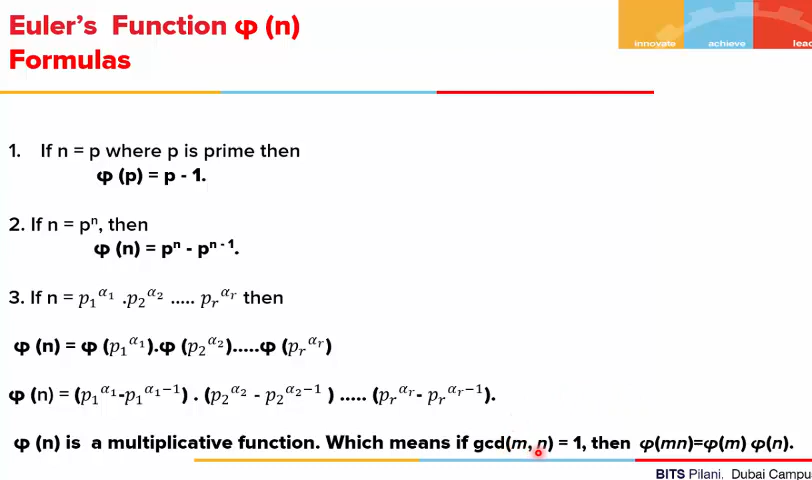 Euler's Function φ (n)
Formulas
innovate achieve lead
1. If n = p where p is prime then
φ (p) = p - 1.
2. If n = pⁿ, then
φ (n) = pⁿ - pⁿ⁻¹.
3. If n = p₁^α₁ .p₂^α₂ ..... pᵣ^αᵣ then
φ (n) = φ (p₁^α₁).φ (p₂^α₂).....φ (pᵣ^αᵣ)
φ (n) = (p₁^α₁-p₁^α₁−1) . (p₂^α₂ - p₂^α₂−1 ) ..... (pᵣ^αᵣ- pᵣ^αᵣ−1).
φ (n) is a multiplicative function. Which means if gcd(m, n) = 1, then φ(mn)=φ(m) φ(n).
BITS Pilani, Dubai Campu